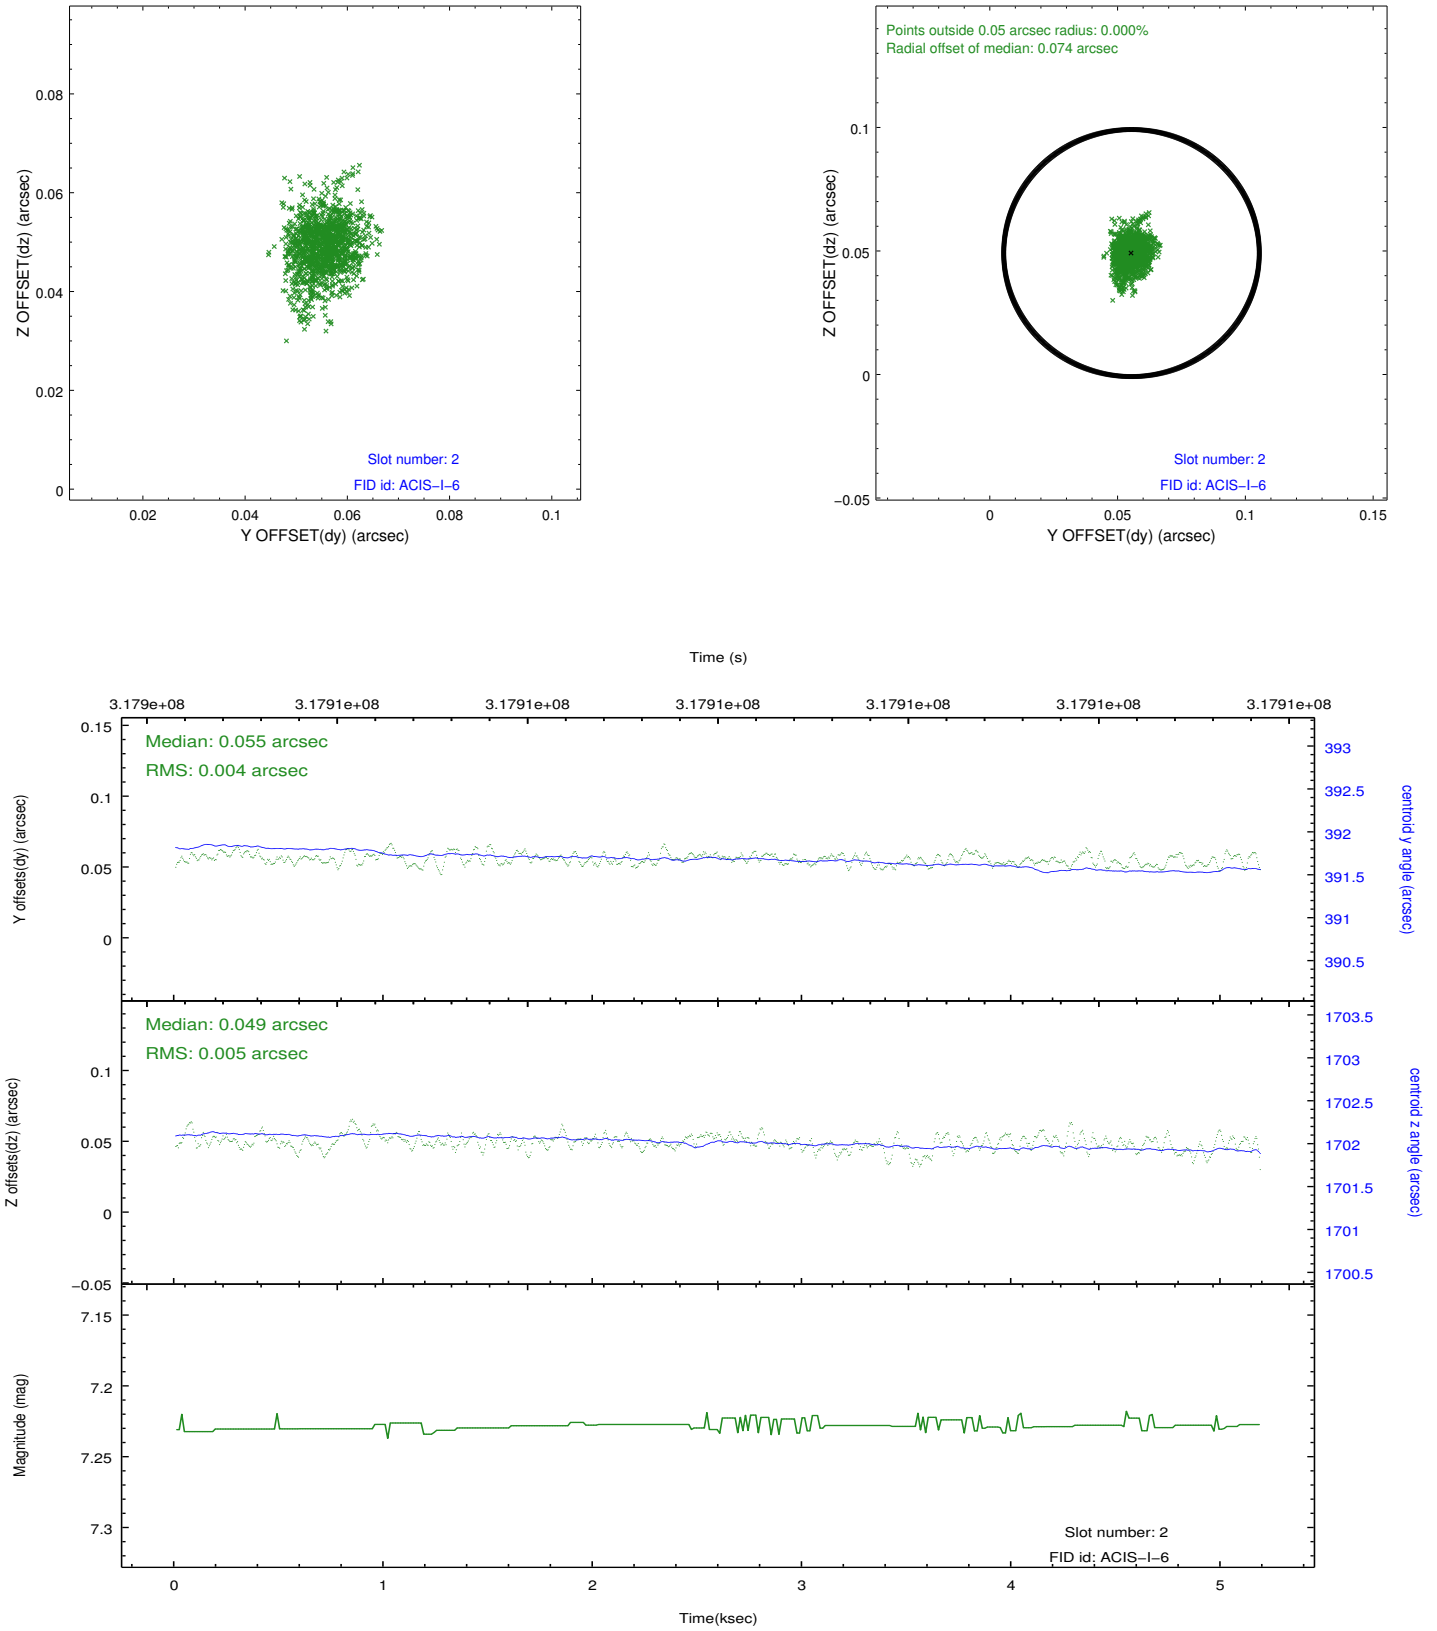 0.08
0.06
0.04
0.02
0
Z OFFSET(dz) (arcsec)
Slot number: 2
FID id: ACIS−I−6
0.02 0.04 0.06 0.08 0.1
Y OFFSET(dy) (arcsec)
Points outside 0.05 arcsec radius: 0.000%
Radial offset of median: 0.074 arcsec
0.1
0.05
0
−0.05
Z OFFSET(dz) (arcsec)
Slot number: 2
FID id: ACIS−I−6
0 0.05 0.1 0.15
Y OFFSET(dy) (arcsec)
Time (s)
3.179e+08 3.1791e+08 3.1791e+08 3.1791e+08 3.1791e+08 3.1791e+08 3.1791e+08
Median: 0.055 arcsec
RMS: 0.004 arcsec
0.15
0.1
0.05
0
Y offsets(dy) (arcsec)
393
392.5
392
391.5
391
390.5
centroid y angle (arcsec)
Median: 0.049 arcsec
RMS: 0.005 arcsec
0.1
0.05
0
−0.05
Z offsets(dz) (arcsec)
1703.5
1703
1702.5
1702
1701.5
1701
1700.5
centroid z angle (arcsec)
7.15
7.2
7.25
7.3
Magnitude (mag)
Slot number: 2
FID id: ACIS−I−6
0 1 2 3 4 5
Time(ksec)